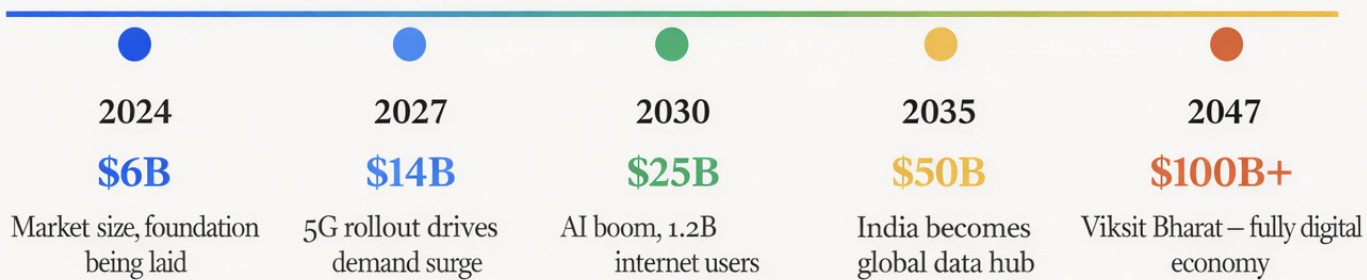 2024
$6B
Market size, foundation
being laid
2027
$14B
5G rollout drives
demand surge
2030
$25B
AI boom, 1.2B
internet users
2035
$50B
India becomes
global data hub
2047
$100B+
Viksit Bharat – fully digital
economy